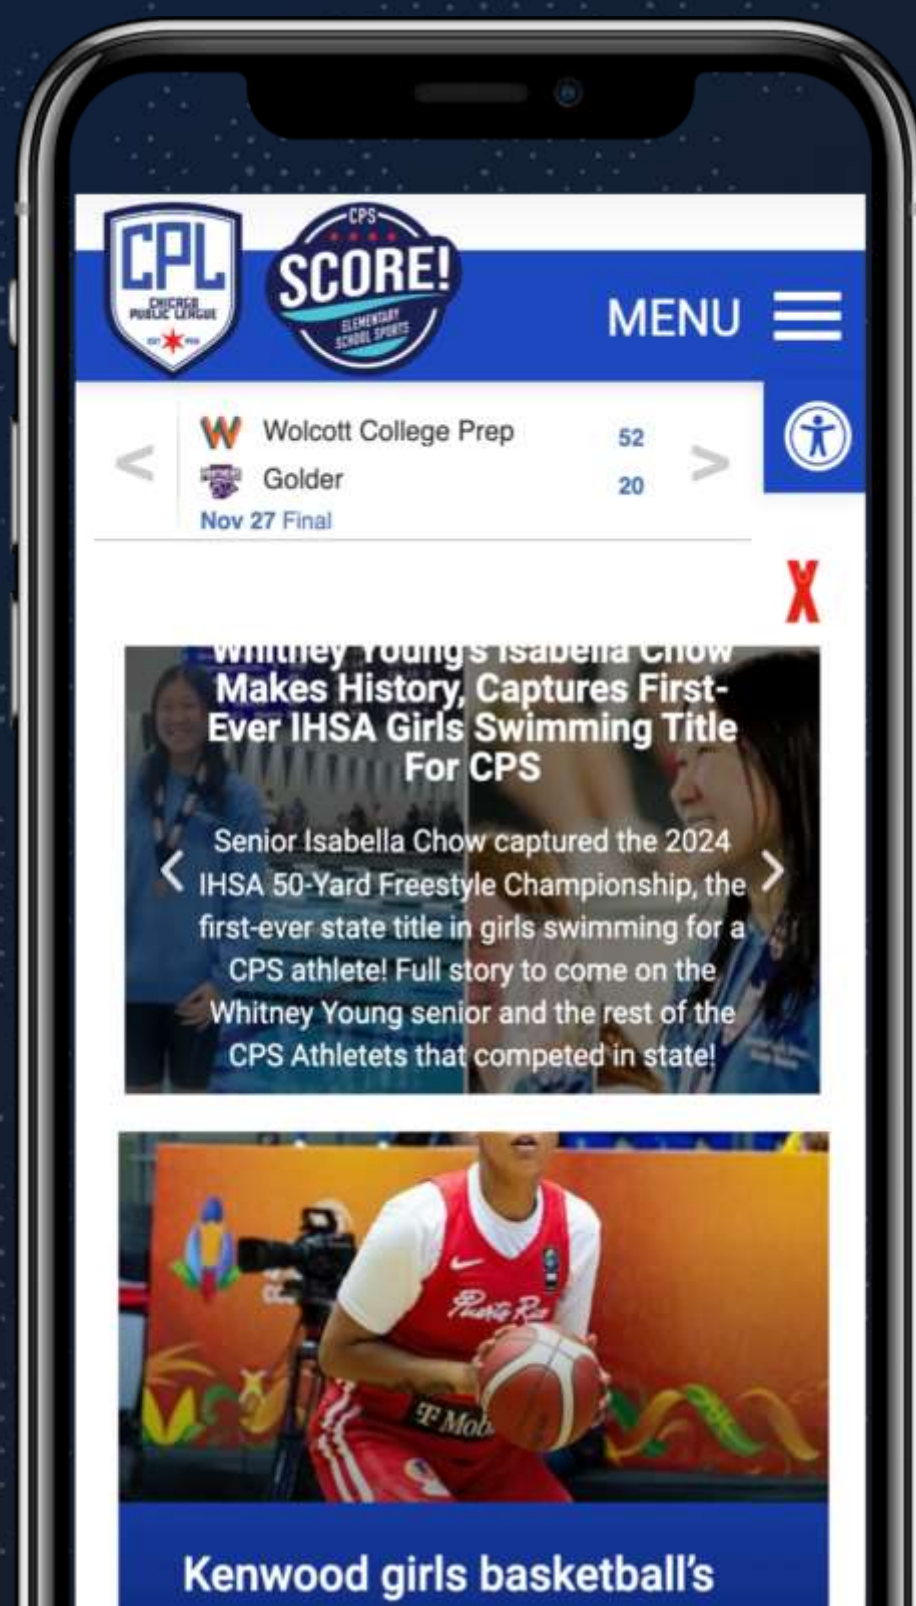 CPL
CHICAGO
PUBLIC LEAGUE
CPS
SCORE!
ELEMENTARY
SCHOOL SPORTS
MENU
Wolcott College Prep 52
Golder 20
Nov 27 Final
Whitney Young's Isabella Chow
Makes History, Captures First-
Ever IHSA Girls Swimming Title
For CPS
Senior Isabella Chow captured the 2024
IHSA 50-Yard Freestyle Championship, the
first-ever state title in girls swimming for a
CPS athlete! Full story to come on the
Whitney Young senior and the rest of the
CPS Athletets that competed in state!
Puerto
T Mob
Kenwood girls basketball's